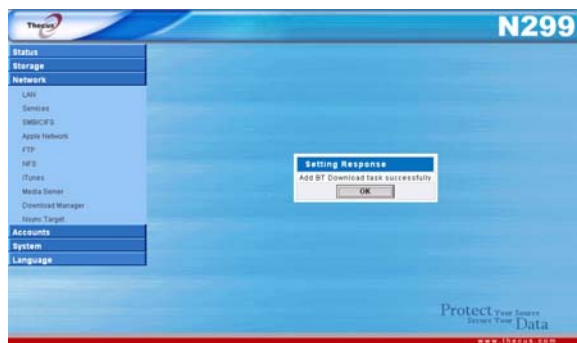 Thecus
N299
Status
Storage
Network
LAN
Services
SMB/CIFS
Apple Network
FTP
NFS
iTunes
Media Server
Download Manager
Nsync Target
Accounts
System
Language
Setting Response
Add BT Download task successfully
OK
Protect Your Source
Secure Your Data
www.thecus.com